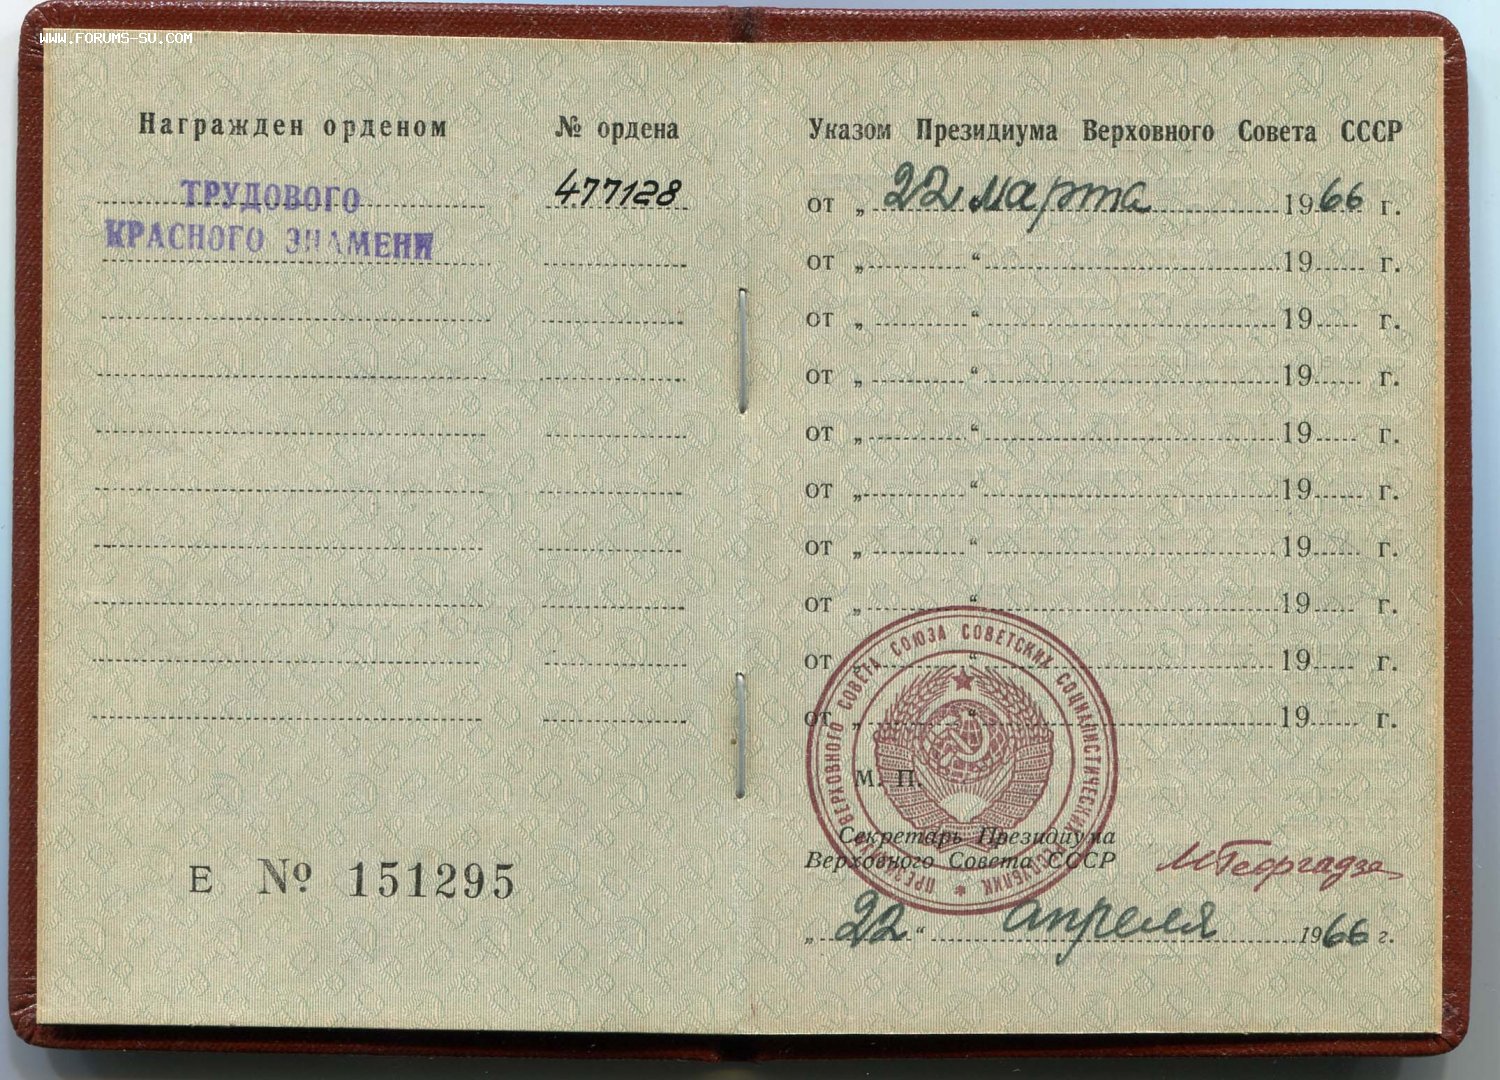 WWW.FORUMS-SU.COM
Награжден орденом № ордена
ТРУДОВОГО 477128
КРАСНОГО ЗНАМЕНИ
Е № 151295
Указом Президиума Верховного Совета СССР
от „ 22 марта 1966 г.
от „ “ 19 г.
от „ “ 19 г.
от „ “ 19 г.
от „ “ 19 г.
от „ “ 19 г.
от „ “ 19 г.
от „ “ 19 г.
от „ “ 19 г.
от „ “ 19 г.
М. П.
ПРЕЗИДИУМ ВЕРХОВНОГО СОВЕТА СОЮЗА СОВЕТСКИХ СОЦИАЛИСТИЧЕСКИХ РЕСПУБЛИК
Секретарь Президиума
Верховного Совета СССР МГеоргадзе
„ 22 “ апреля 1966 г.